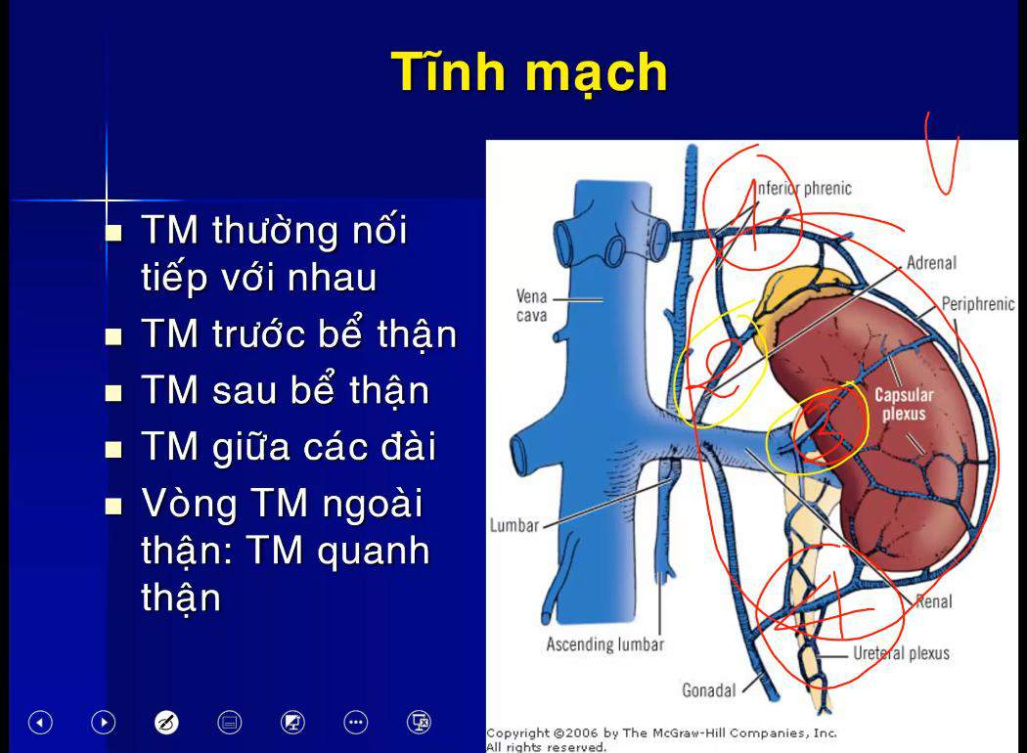 Tĩnh mạch
TM thường nối
tiếp với nhau
TM trước bể thận
TM sau bể thận
TM giữa các đài
Vòng TM ngoài
thận: TM quanh
thận
Inferior phrenic
Adrenal
Periphrenic
Vena
cava
Capsular
plexus
Lumbar
Renal
Ascending lumbar
Ureteral plexus
Gonadal
Copyright ©2006 by The McGraw-Hill Companies, Inc.
All rights reserved.